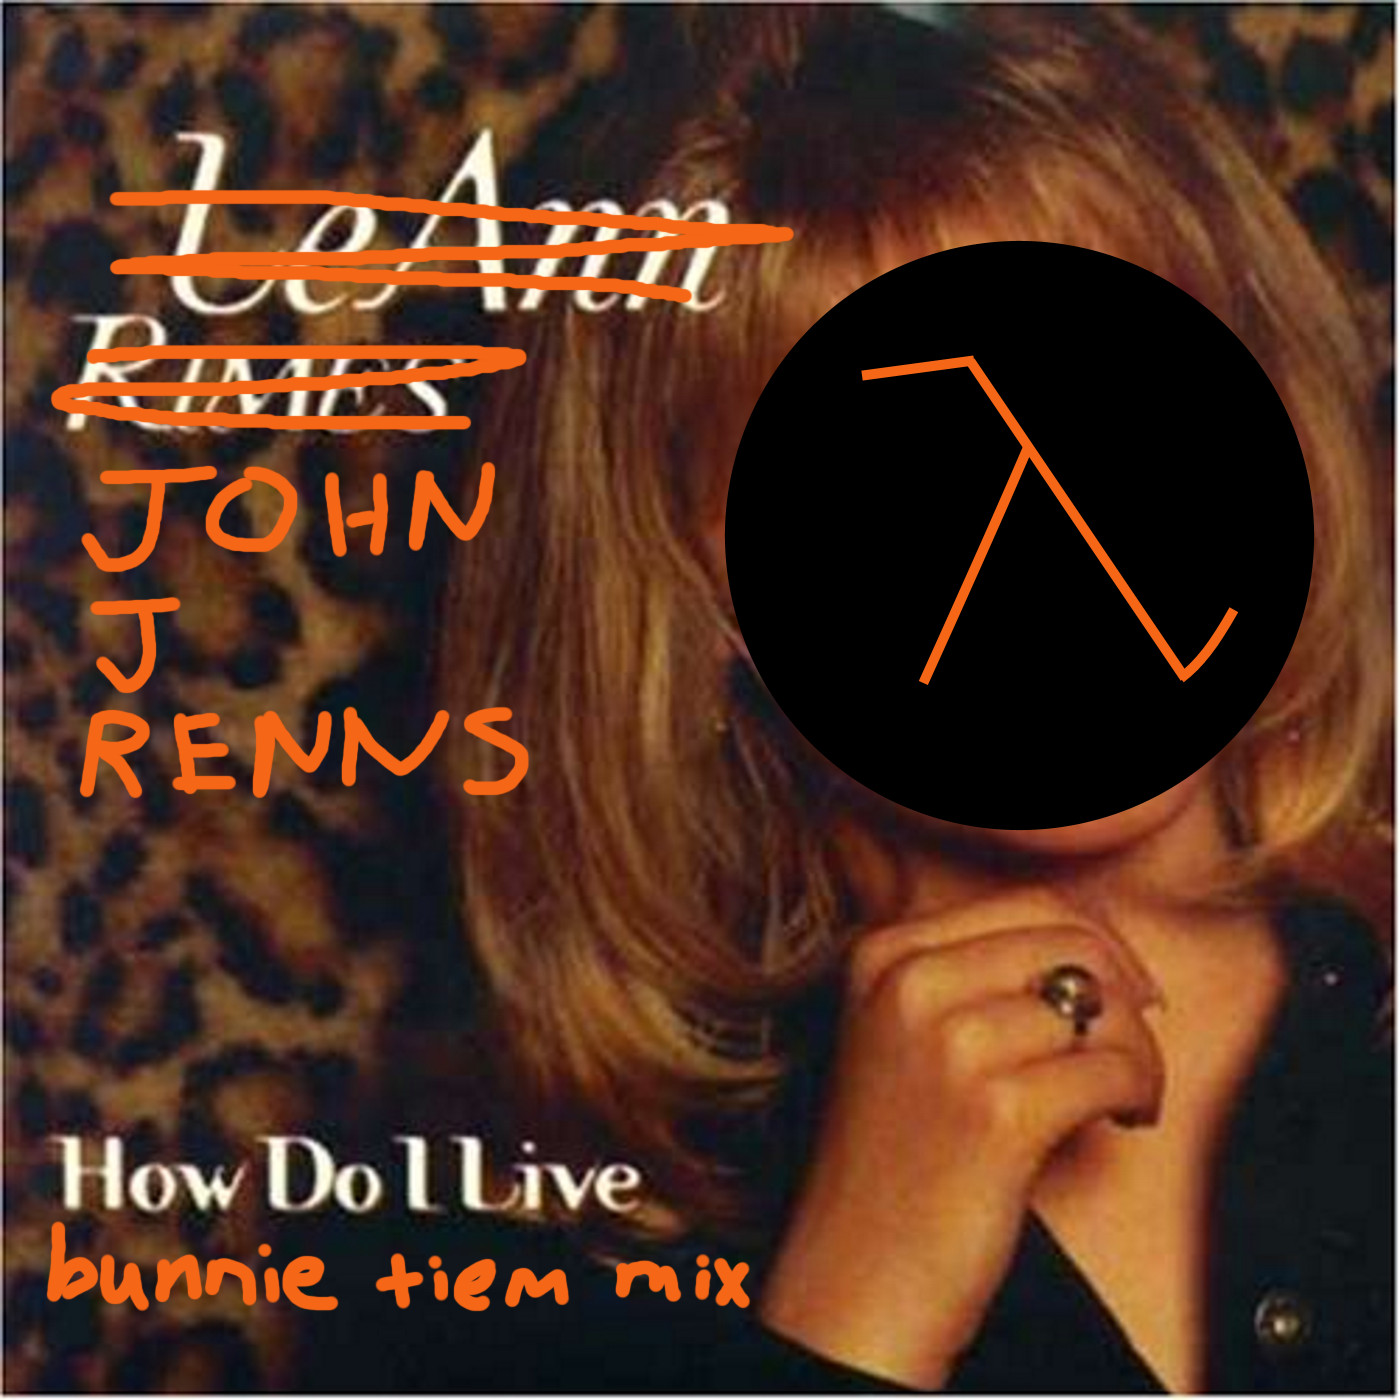 LeAnn
RIMES
JOHN
J
RENNS
λ
How Do I Live
bunnie tiem mix